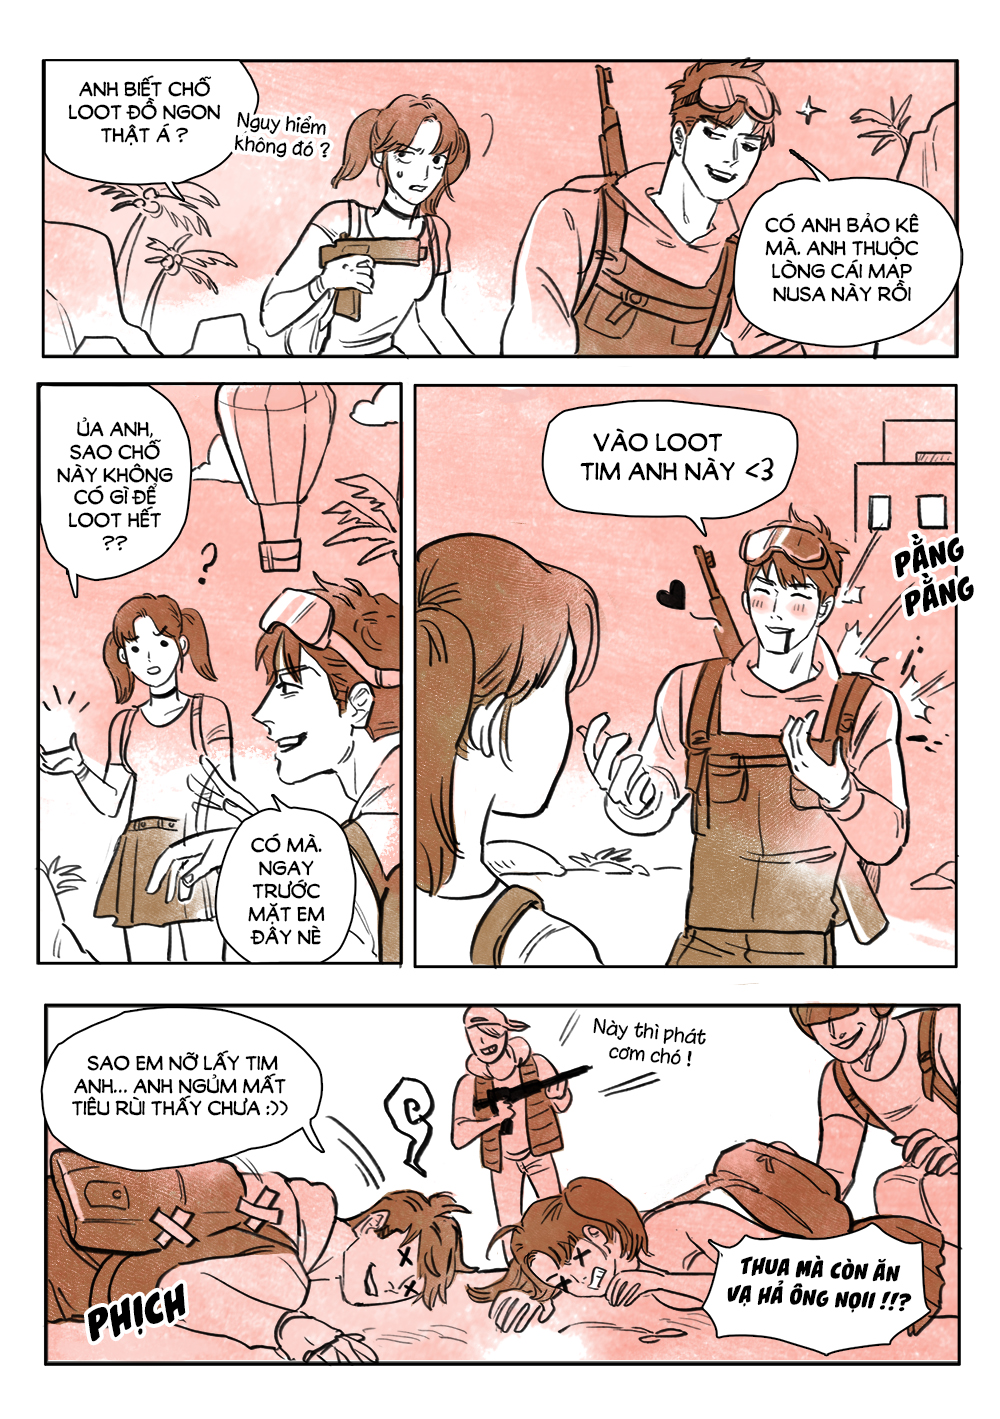 ANH BIẾT CHỖ
LOOT ĐỒ NGON
THẬT Á ?
Nguy hiểm
không đó ?
CÓ ANH BẢO KÊ
MÀ. ANH THUỘC
LÒNG CÁI MAP
NUSA NÀY RỒI
ỦA ANH,
SAO CHỖ
NÀY KHÔNG
CÓ GÌ ĐỂ
LOOT HẾT
??
?
CÓ MÀ.
NGAY
TRƯỚC
MẶT EM
ĐÂY NÈ
VÀO LOOT
TIM ANH NÀY <3
PẰNG
PẰNG
SAO EM NỠ LẤY TIM
ANH... ANH NGỦM MẤT
TIÊU RÙI THẤY CHƯA :))
Này thì phát
cơm chó !
PHỊCH
THUA MÀ CÒN ĂN
VẠ HẢ ÔNG NỘII !!?